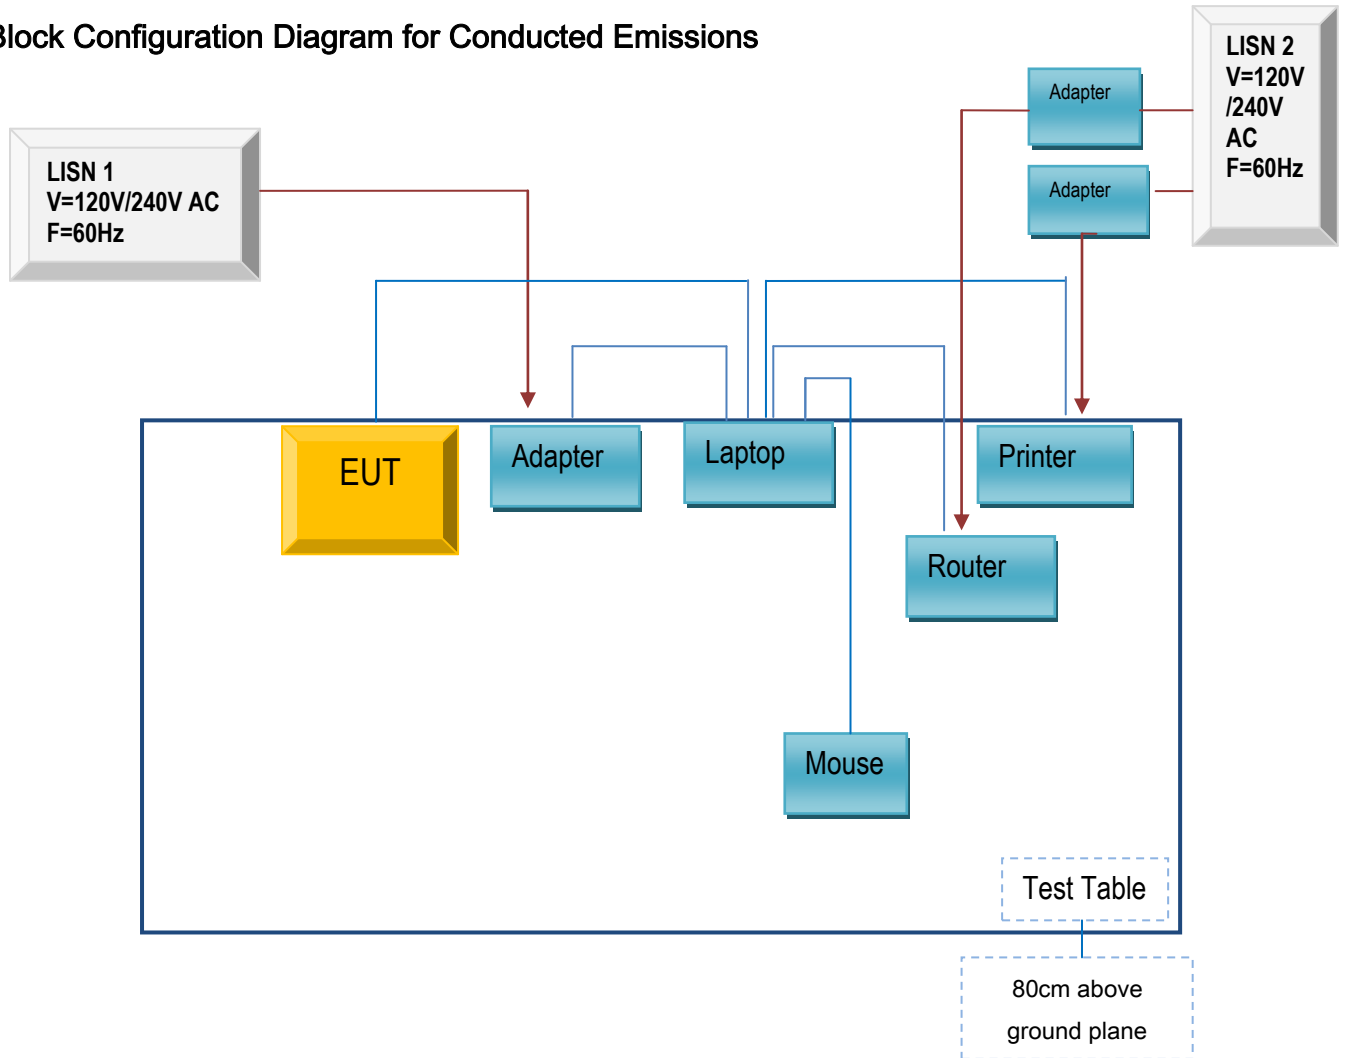 Block Configuration Diagram for Conducted Emissions
LISN 2
V=120V
/240V
AC
F=60Hz
Adapter
Adapter
LISN 1
V=120V/240V AC
F=60Hz
EUT
Adapter
Laptop
Printer
Router
Mouse
Test Table
80cm above
ground plane